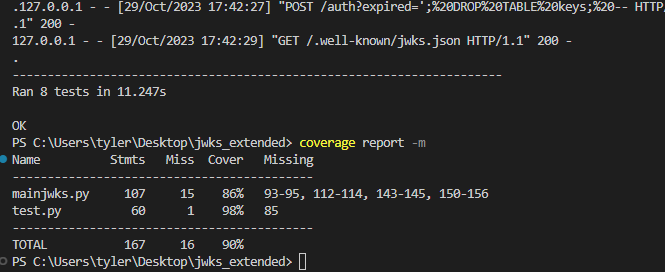 .127.0.0.1 - - [29/Oct/2023 17:42:27] "POST /auth?expired=';%20DROP%20TABLE%20keys;%20-- HTTP/
.1" 200 -
127.0.0.1 - - [29/Oct/2023 17:42:29] "GET /.well-known/jwks.json HTTP/1.1" 200 -
.
----------------------------------------------------------------------
Ran 8 tests in 11.247s
OK
PS C:\Users\tyler\Desktop\jwks_extended> coverage report -m
Name          Stmts   Miss  Cover   Missing
-------------------------------------------
mainjwks.py     107     15    86%   93-95, 112-114, 143-145, 150-156
test.py          60      1    98%   85
-------------------------------------------
TOTAL           167     16    90%
PS C:\Users\tyler\Desktop\jwks_extended>